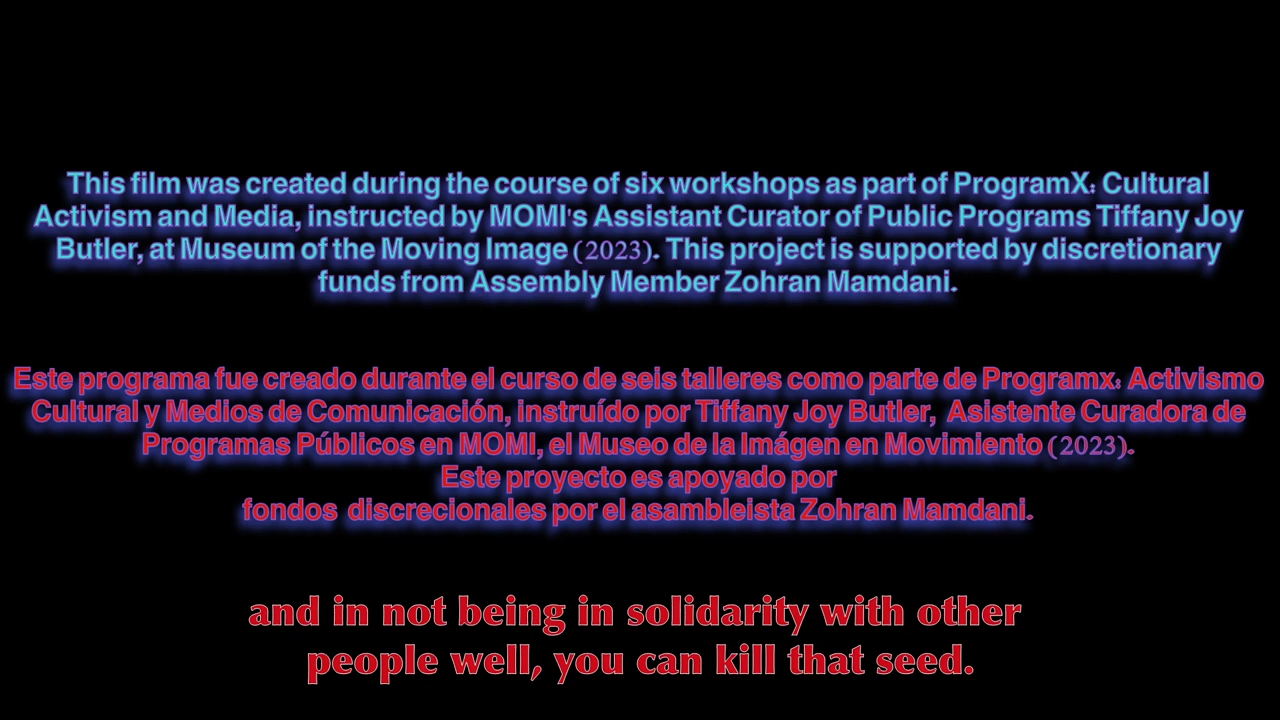 This film was created during the course of six workshops as part of ProgramX: Cultural
Activism and Media, instructed by MOMI's Assistant Curator of Public Programs Tiffany Joy
Butler, at Museum of the Moving Image (2023). This project is supported by discretionary
funds from Assembly Member Zohran Mamdani.
Este programa fue creado durante el curso de seis talleres como parte de Programx: Activismo
Cultural y Medios de Comunicación, instruído por Tiffany Joy Butler, Asistente Curadora de
Programas Públicos en MOMI, el Museo de la Imágen en Movimiento (2023).
Este proyecto es apoyado por
fondos discrecionales por el asambleista Zohran Mamdani.
and in not being in solidarity with other
people well, you can kill that seed.